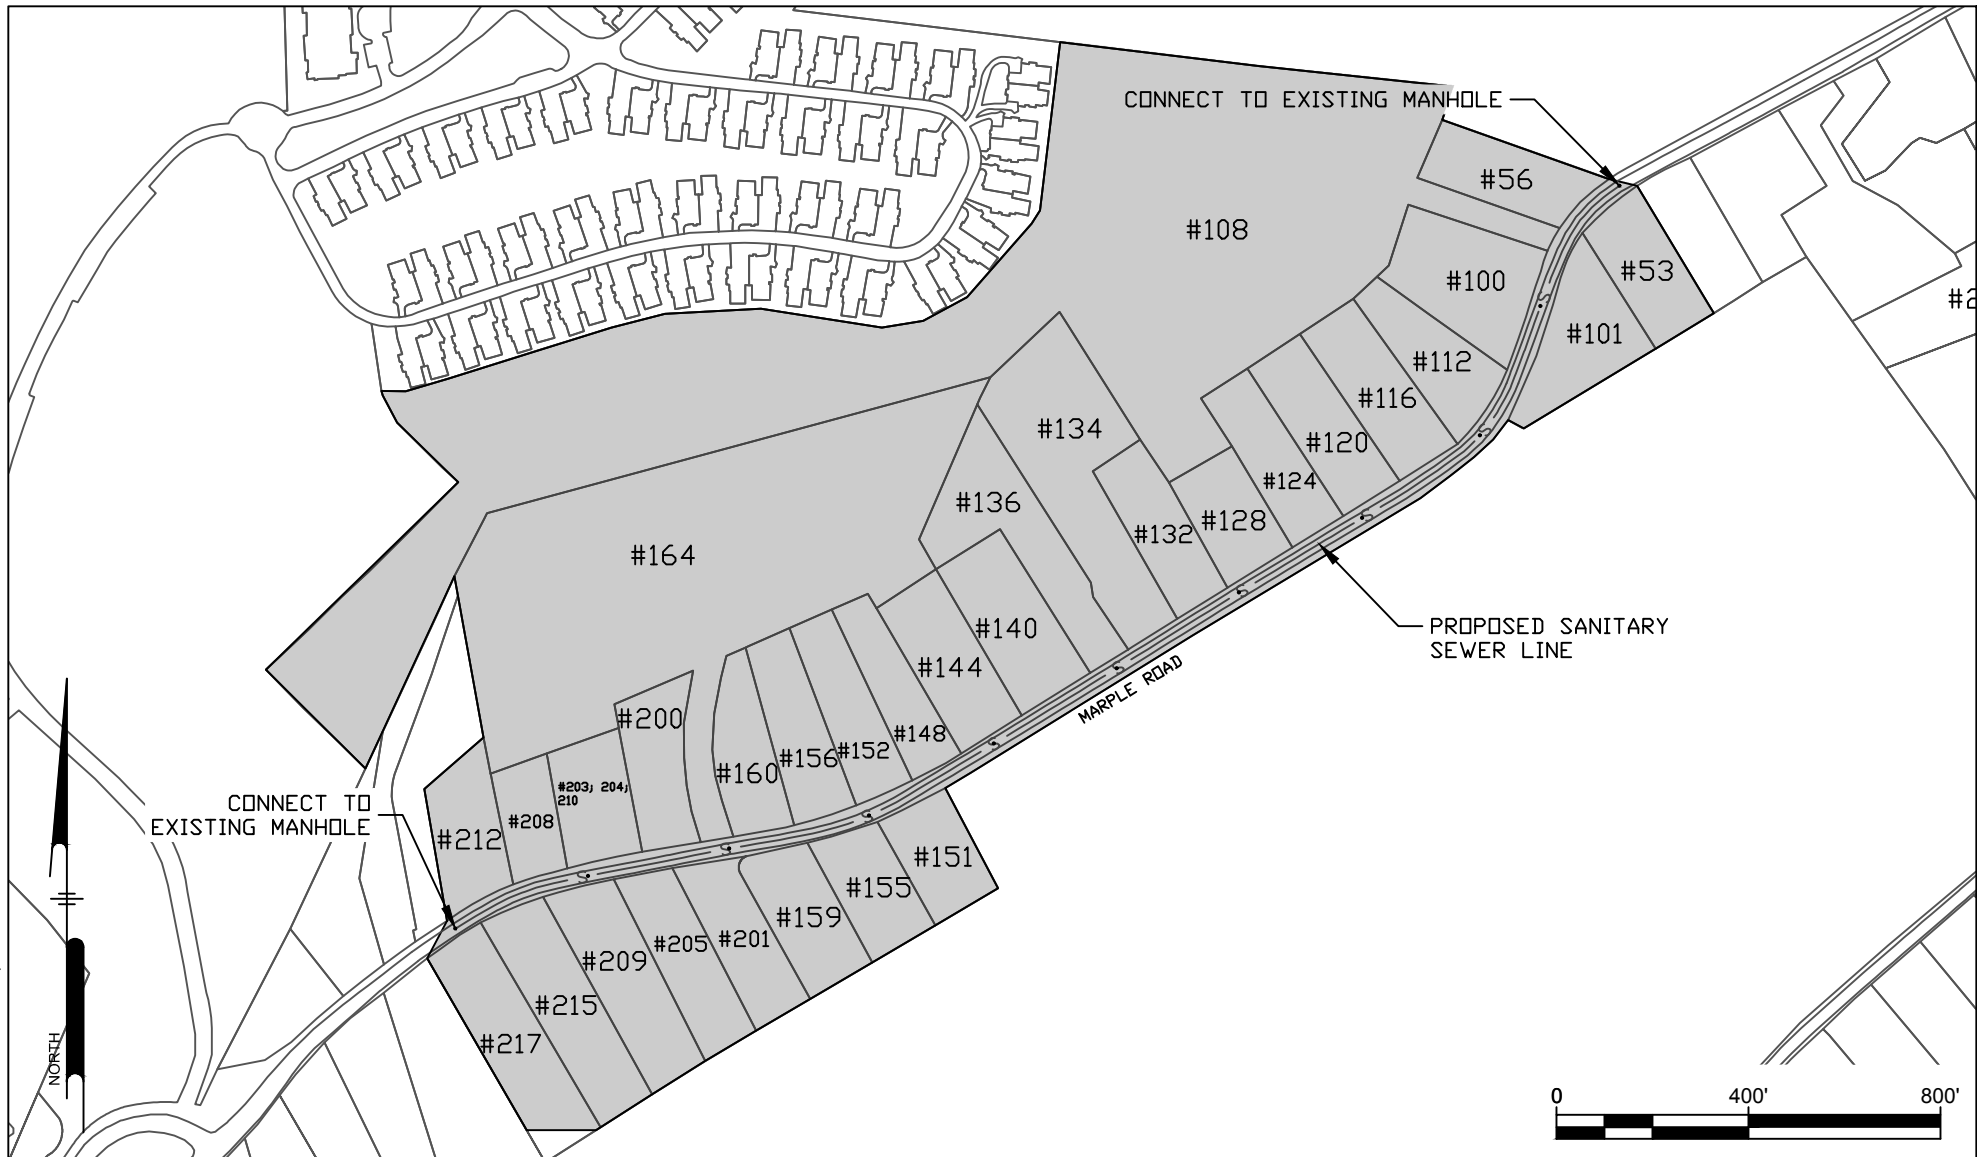 CONNECT TO EXISTING MANHOLE
#56
#108
#53
#100
#2
#101
#112
#116
#134
#120
#124
#136
#128
#132
#164
PROPOSED SANITARY
SEWER LINE
#140
#144
MARPLE ROAD
#200
#148
#152
#156
#160
#203; 204;
210
CONNECT TO
EXISTING MANHOLE
#208
#212
#151
#155
#159
#201
#205
#209
#215
#217
NORTH
0 400' 800'
S
S
S
S
S
S
S
S
S